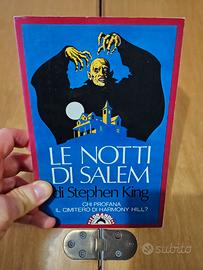 LE NOTTI
DI SALEM
di Stephen King
CHI PROFANA
IL CIMITERO DI HARMONY HILL?
subito